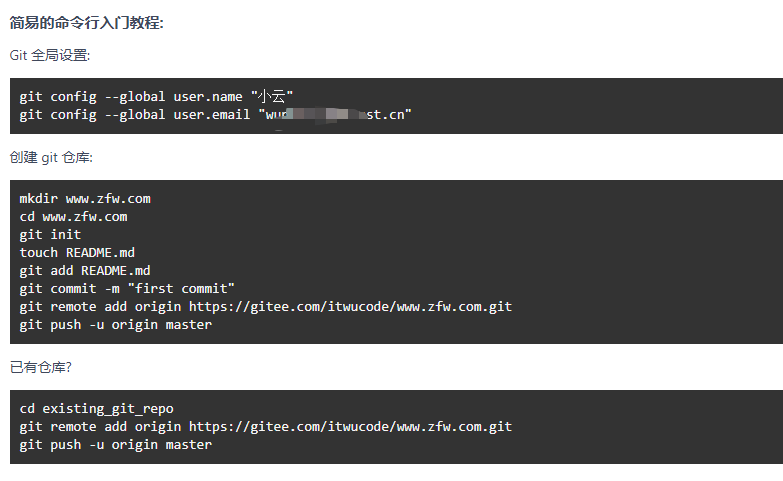 简易的命令行入门教程:
Git 全局设置:
git config --global user.name "小云"
git config --global user.email "wu st.cn"
创建 git 仓库:
mkdir www.zfw.com
cd www.zfw.com
git init
touch README.md
git add README.md
git commit -m "first commit"
git remote add origin https://gitee.com/itwucode/www.zfw.com.git
git push -u origin master
已有仓库?
cd existing_git_repo
git remote add origin https://gitee.com/itwucode/www.zfw.com.git
git push -u origin master